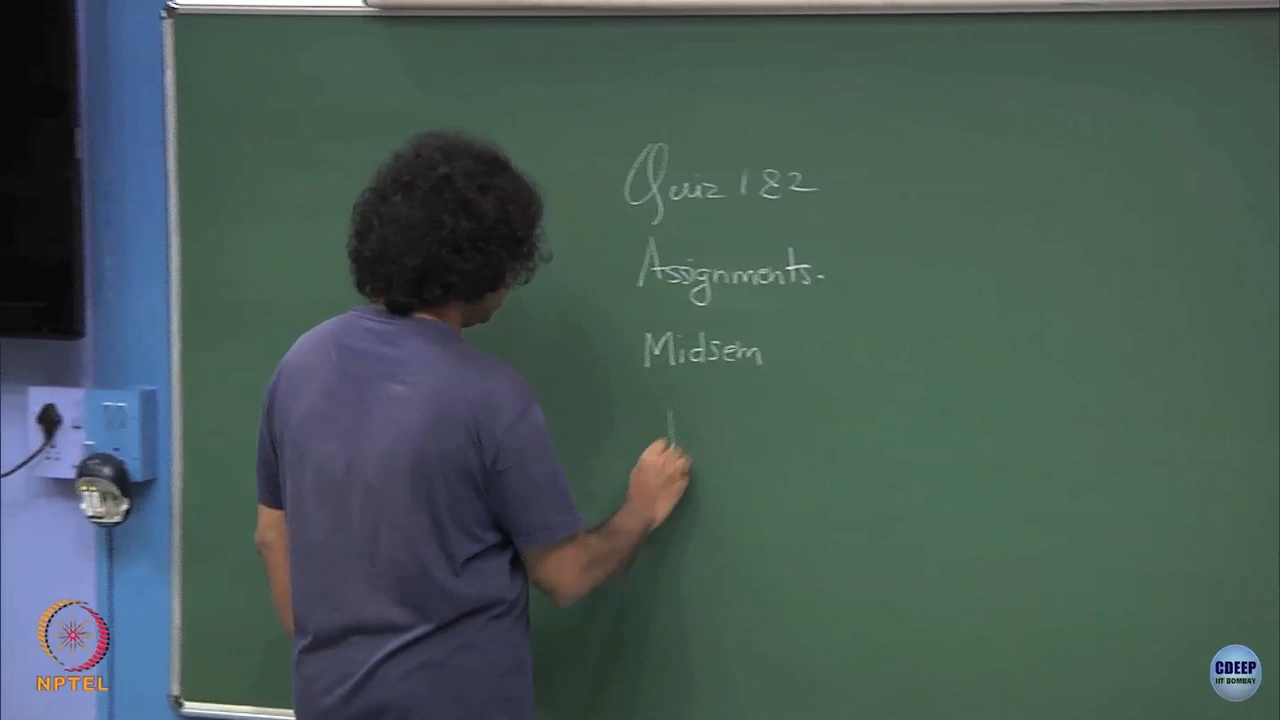 Quiz 1 & 2
Assignments.
Midsem
NPTEL
CDEEP
IIT BOMBAY